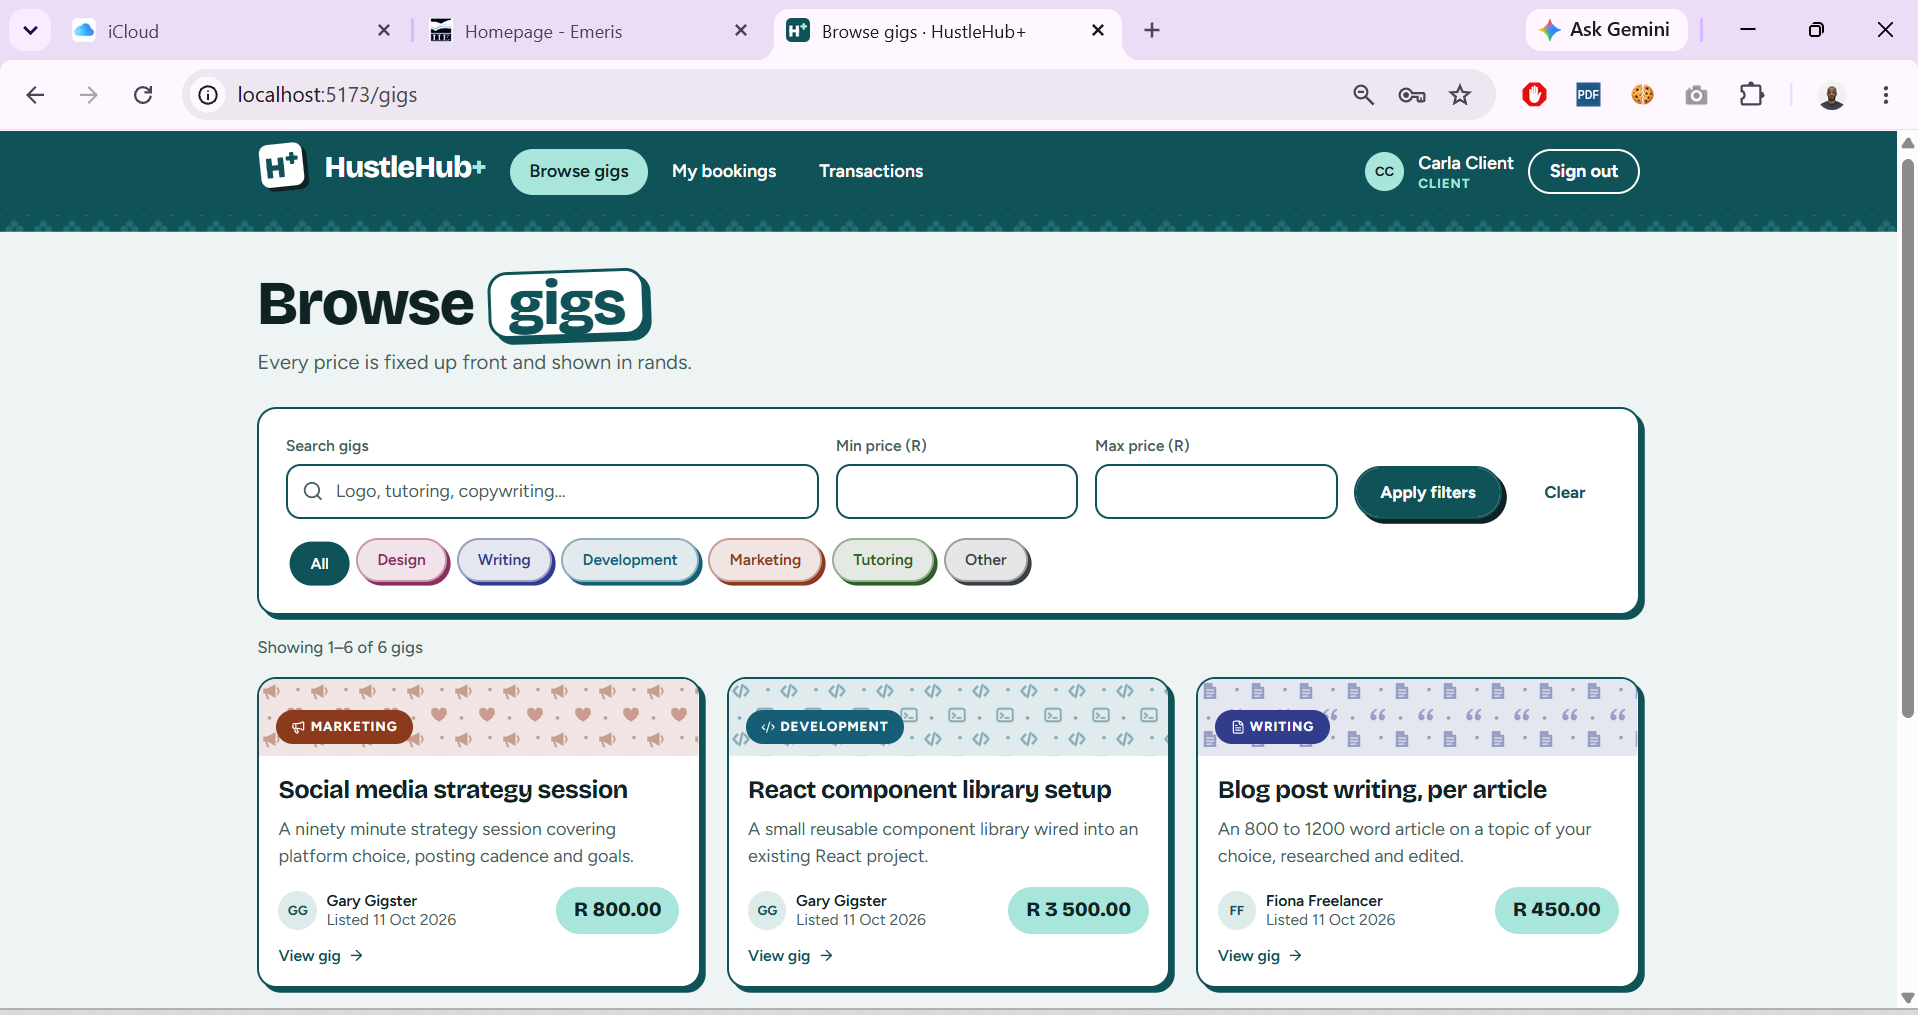 iCloud
Homepage - Emeris
H+ Browse gigs · HustleHub+
Ask Gemini
localhost:5173/gigs
PDF
H+ HustleHub+
Browse gigs
My bookings
Transactions
CC
Carla Client
CLIENT
Sign out
Browse gigs
Every price is fixed up front and shown in rands.
Search gigs
Min price (R)
Max price (R)
Logo, tutoring, copywriting...
Apply filters
Clear
All
Design
Writing
Development
Marketing
Tutoring
Other
Showing 1–6 of 6 gigs
MARKETING
Social media strategy session
A ninety minute strategy session covering
platform choice, posting cadence and goals.
GG
Gary Gigster
Listed 11 Oct 2026
R 800.00
View gig →
</> DEVELOPMENT
React component library setup
A small reusable component library wired into an
existing React project.
GG
Gary Gigster
Listed 11 Oct 2026
R 3 500.00
View gig →
WRITING
Blog post writing, per article
An 800 to 1200 word article on a topic of your
choice, researched and edited.
FF
Fiona Freelancer
Listed 11 Oct 2026
R 450.00
View gig →